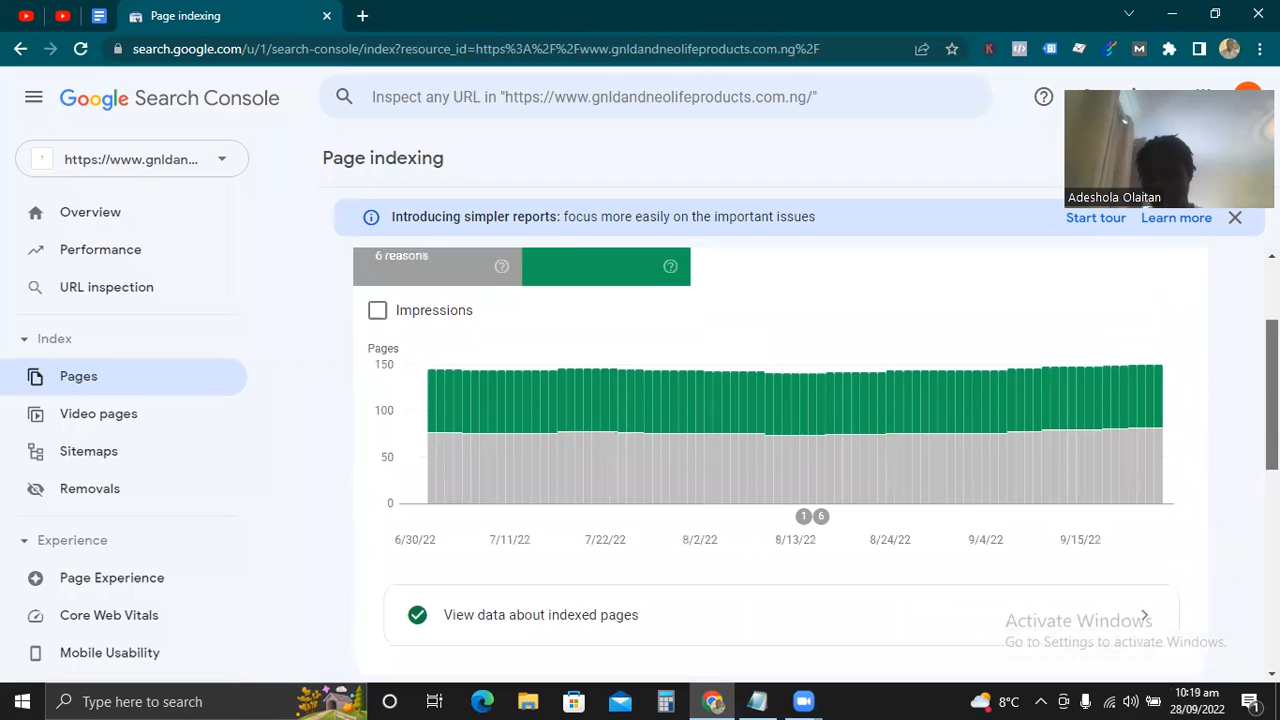 Page indexing
search.google.com/u/1/search-console/index?resource_id=https%3A%2F%2Fwww.gnldandneolifeproducts.com.ng%2F
Google Search Console
Inspect any URL in "https://www.gnldandneolifeproducts.com.ng/"
https://www.gnldan...
Page indexing
Adeshola Olaitan
Introducing simpler reports: focus more easily on the important issues
Start tour
Learn more
Overview
Performance
URL inspection
Index
Pages
Video pages
Sitemaps
Removals
Experience
Page Experience
Core Web Vitals
Mobile Usability
6 reasons
Impressions
Pages
150
100
50
0
1 6
6/30/22 7/11/22 7/22/22 8/2/22 8/13/22 8/24/22 9/4/22 9/15/22
View data about indexed pages
Activate Windows
Go to Settings to activate Windows.
Type here to search
8°C
10:19 am
28/09/2022
1